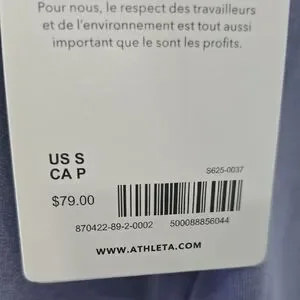 Pour nous, le respect des travailleurs
et de l'environnement est tout aussi
important que le sont les profits.
US S
CA P
S625-0037
$79.00
870422-89-2-0002 500088856044
WWW.ATHLETA.COM